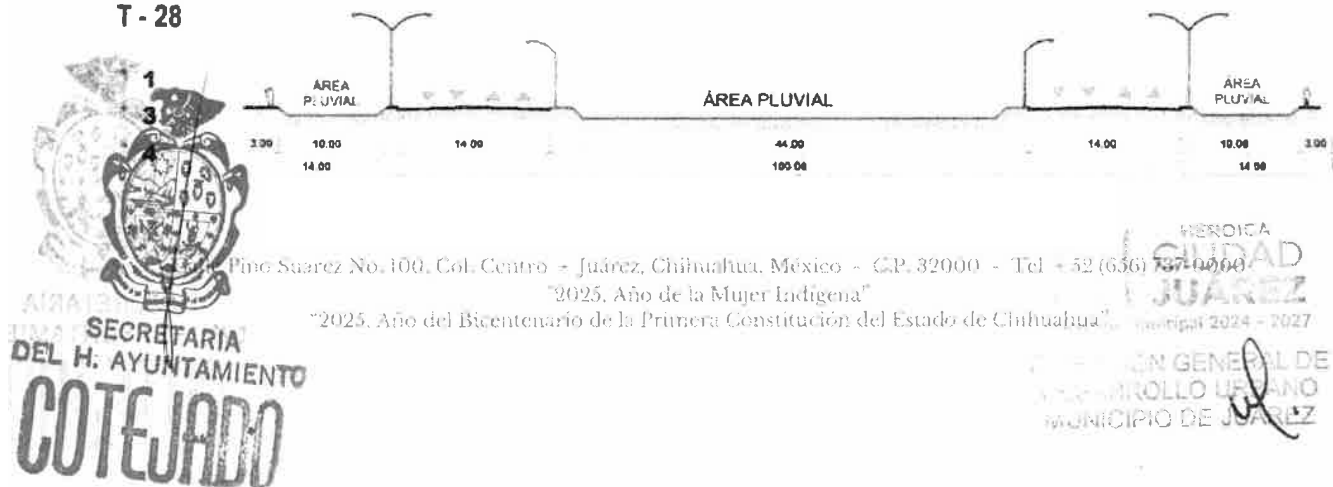 T - 28
1
3
4
ÁREA
PLUVIAL
ÁREA PLUVIAL
ÁREA
PLUVIAL
3.00 10.00 14.00 44.00 14.00 10.00 3.00
14.00 100.00 14.00
Pino Suarez No. 100, Col. Centro - Juárez, Chihuahua, México - C.P. 32000 - Tel + 52 (656) 737-0000
"2025, Año de la Mujer Indígena"
"2025, Año del Bicentenario de la Primera Constitución del Estado de Chihuahua"
HEROICA
CIUDAD
JUÁREZ
municipal 2024 - 2027
GENERAL DE
URBANO
MUNICIPIO DE JUÁREZ
SECRETARIA
DEL H. AYUNTAMIENTO
COTEJADO